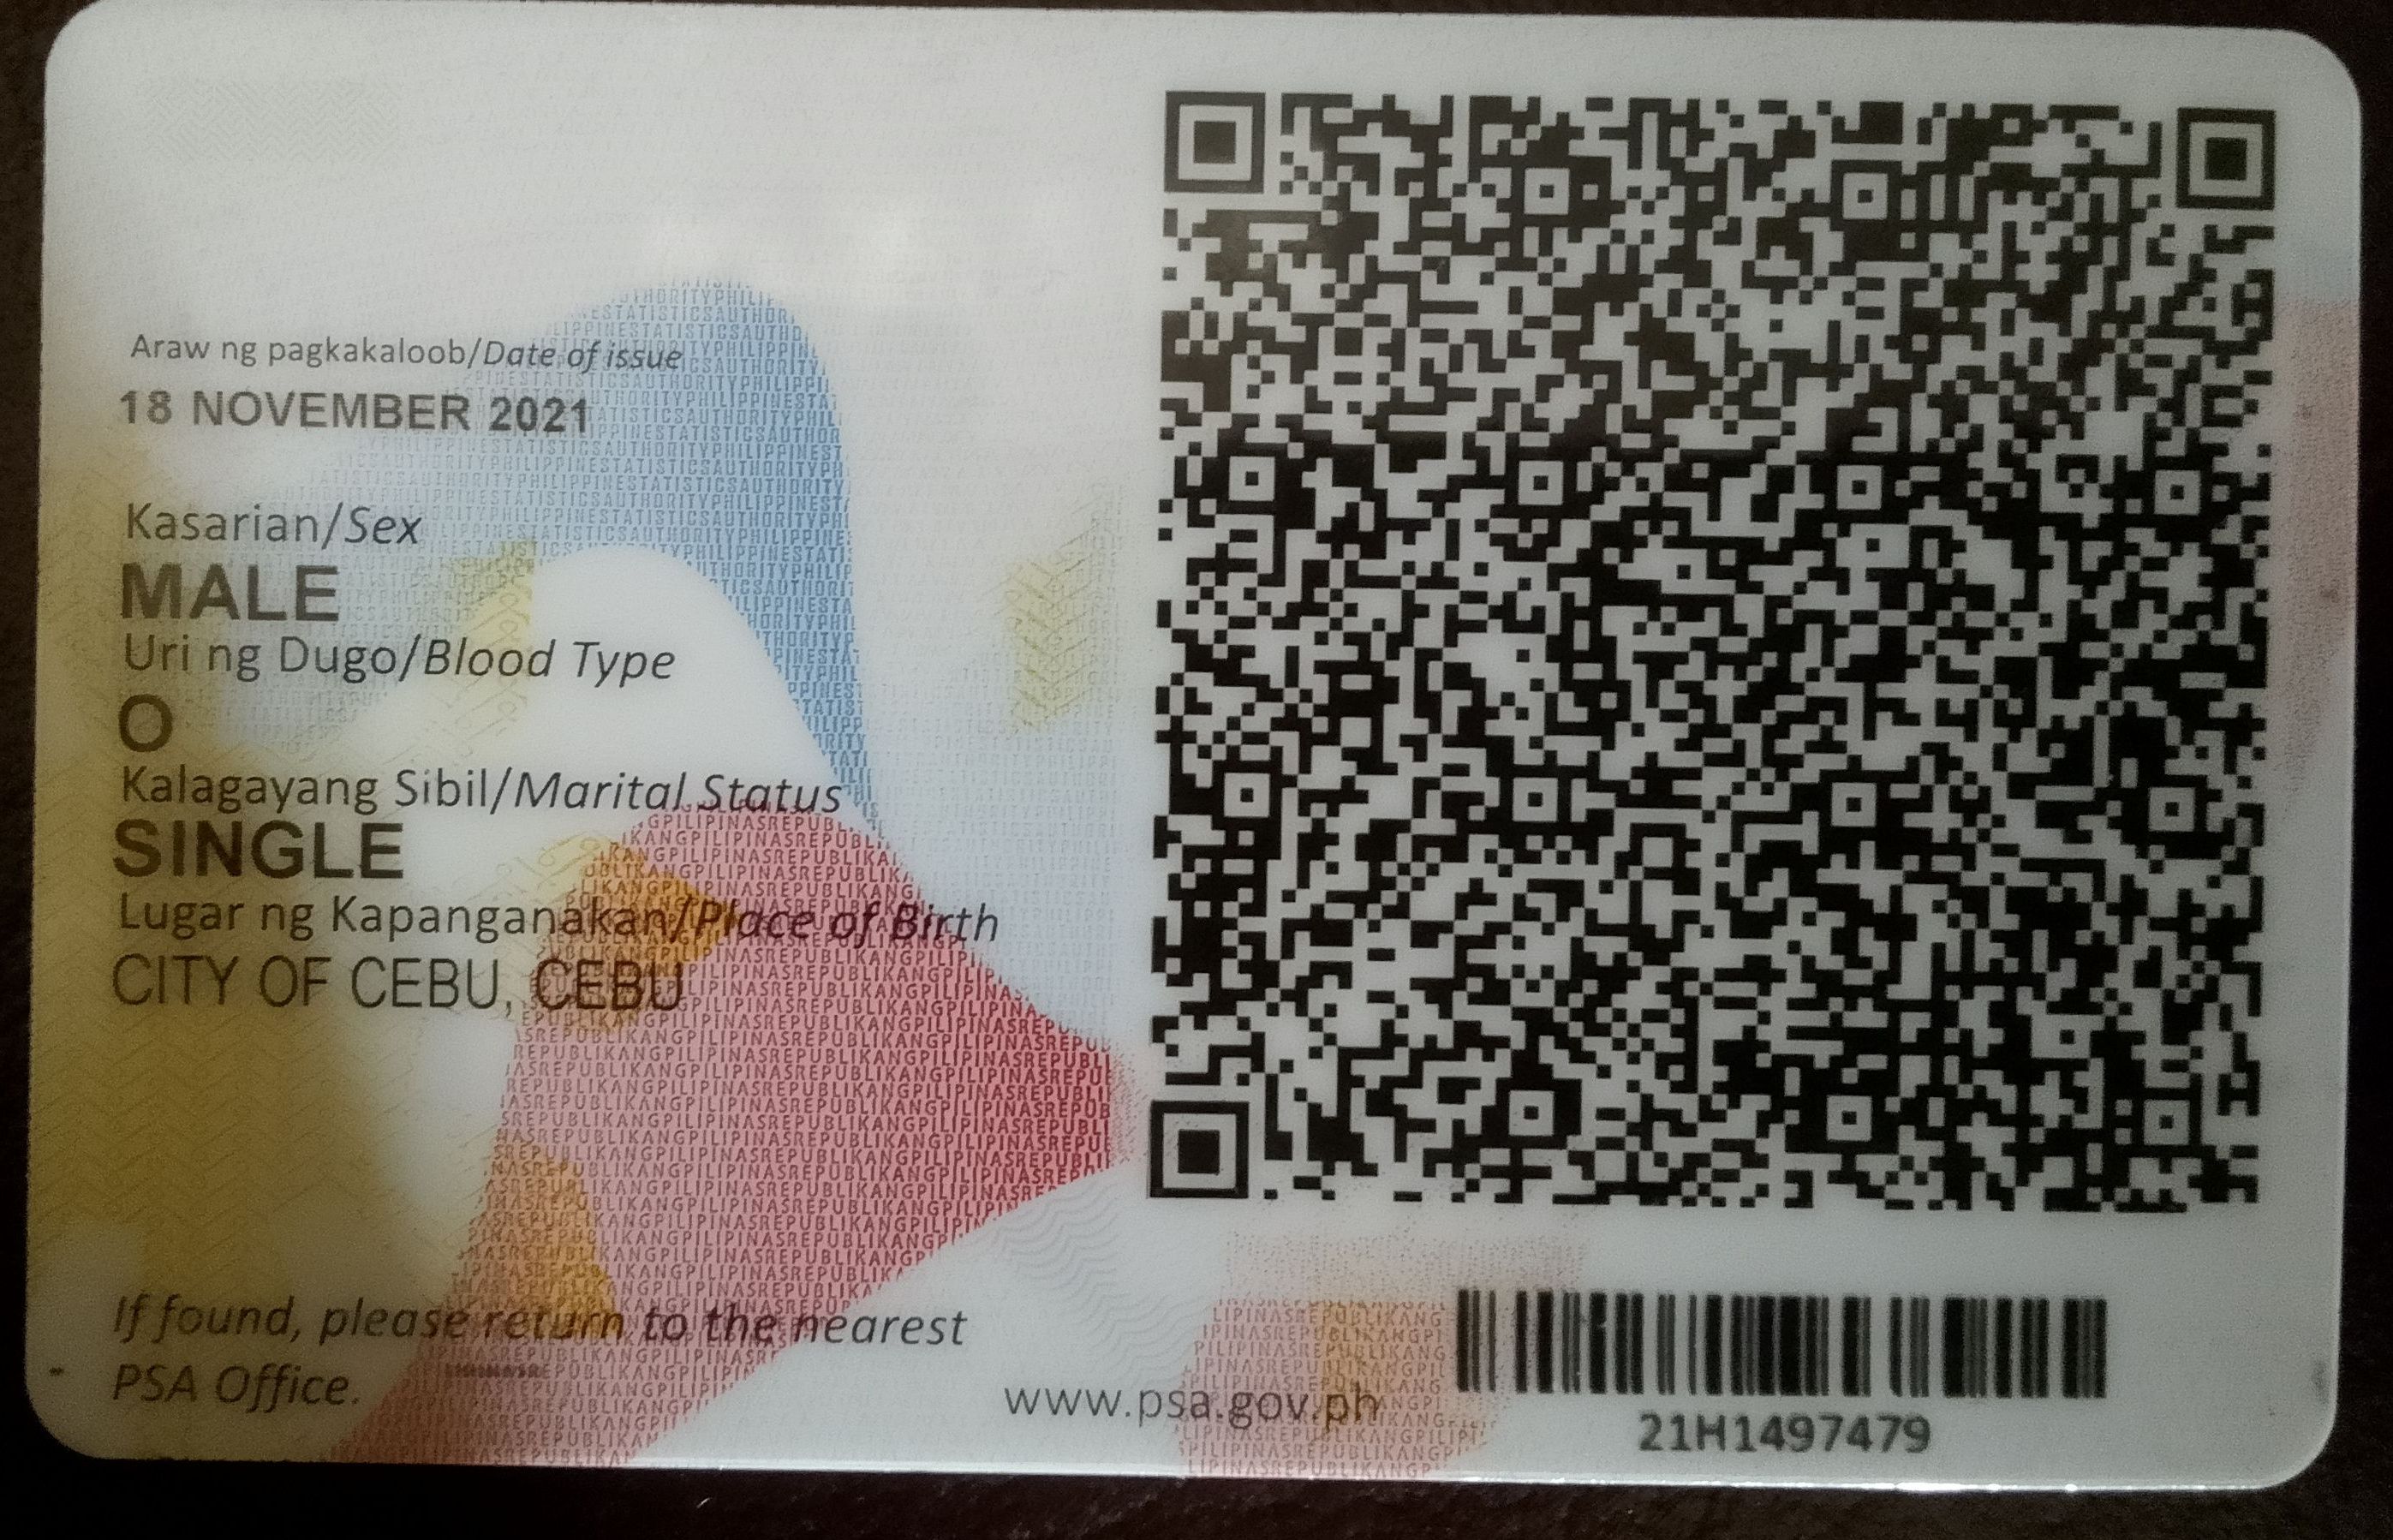 Araw ng pagkakaloob/Date of issue
18 NOVEMBER 2021
Kasarian/Sex
MALE
Uri ng Dugo/Blood Type
O
Kalagayang Sibil/Marital Status
SINGLE
Lugar ng Kapanganakan/Place of Birth
CITY OF CEBU, CEBU
If found, please return to the nearest
PSA Office.
www.psa.gov.ph
21H1497479